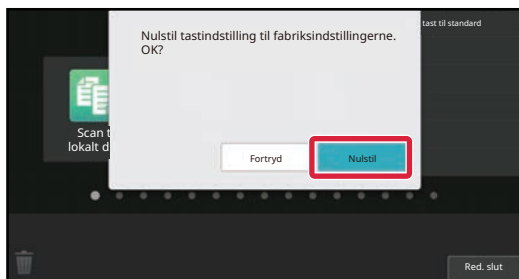 Nulstil tastindstilling til fabriksindstillingerne.
OK?
tast til standard
Scan t
lokalt d
Fortryd
Nulstil
Red. slut